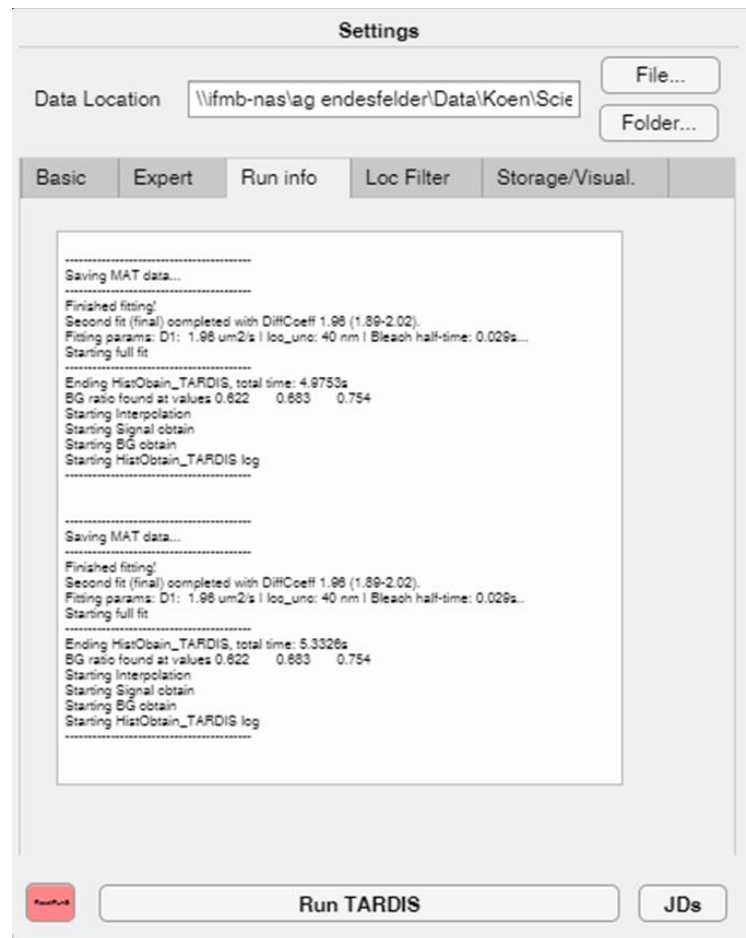 Settings
Data Location
\\ifmb-nas\ag endesfelder\Data\Koen\Scie
File...
Folder...
Basic Expert Run info Loc Filter Storage/Visual.
--------------------------------------------
Saving MAT data...
--------------------------------------------
Finished fitting!
Second fit (final) completed with DiffCoeff 1.96 (1.89-2.02).
Fitting params: D1: 1.96 um2/s | loc_unc: 40 nm | Bleach half-time: 0.029s...
Starting full fit
--------------------------------------------
Ending HistObain_TARDIS, total time: 4.9753s
BG ratio found at values 0.622 0.683 0.754
Starting Interpolation
Starting Signal obtain
Starting BG obtain
Starting HistObtain_TARDIS log
--------------------------------------------
--------------------------------------------
Saving MAT data...
--------------------------------------------
Finished fitting!
Second fit (final) completed with DiffCoeff 1.96 (1.89-2.02).
Fitting params: D1: 1.96 um2/s | loc_unc: 40 nm | Bleach half-time: 0.029s..
Starting full fit
--------------------------------------------
Ending HistObain_TARDIS, total time: 5.3326s
BG ratio found at values 0.622 0.683 0.754
Starting Interpolation
Starting Signal obtain
Starting BG obtain
Starting HistObtain_TARDIS log
--------------------------------------------
Run TARDIS
JDs